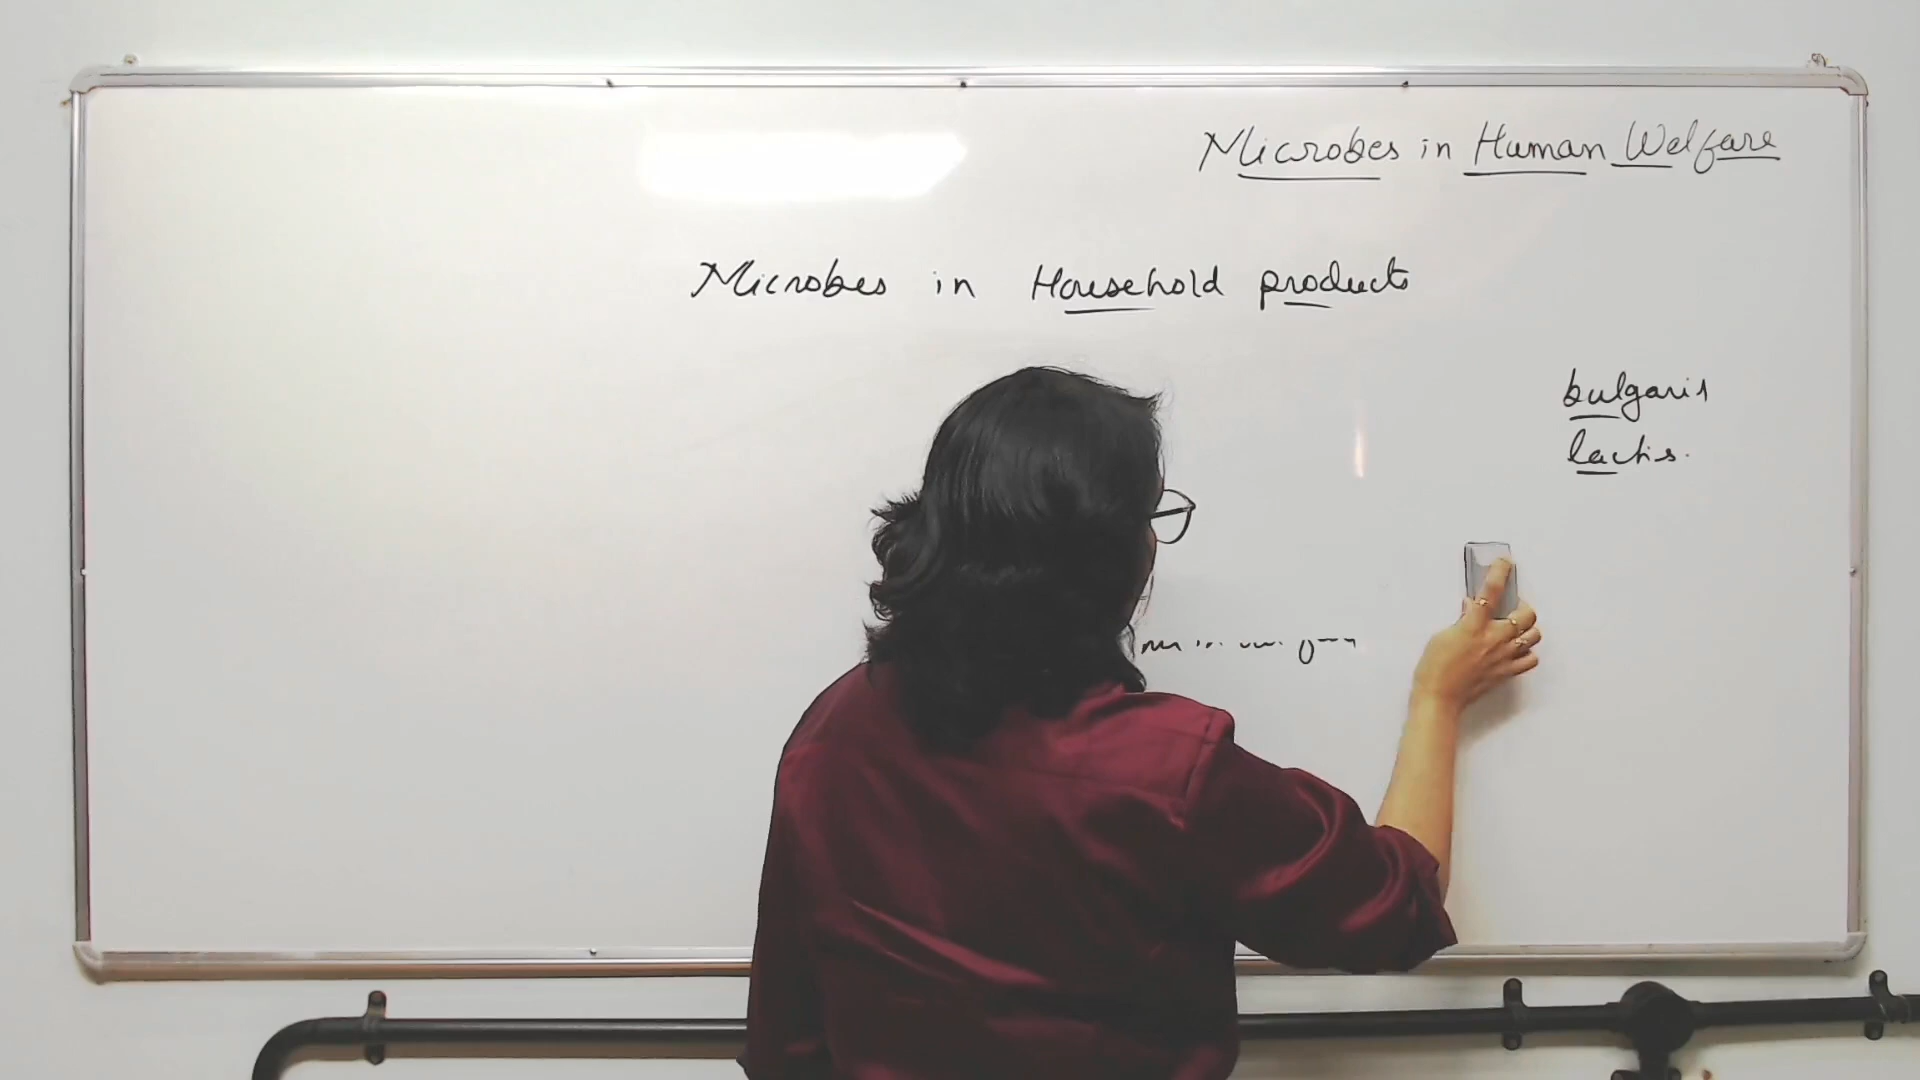 Microbes in Human Welfare
Microbes in Household products
bulgaris
lactis.